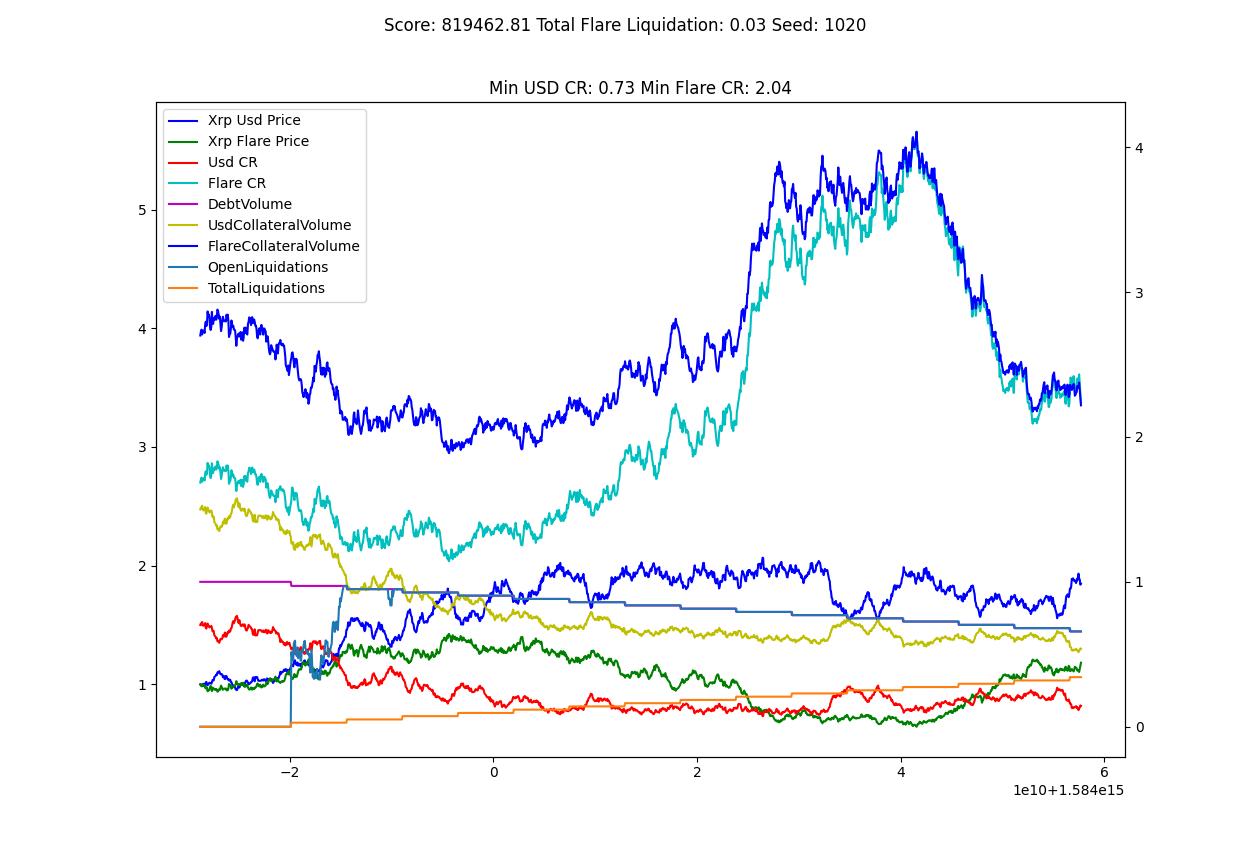 Score: 819462.81 Total Flare Liquidation: 0.03 Seed: 1020
Min USD CR: 0.73 Min Flare CR: 2.04
Xrp Usd Price
Xrp Flare Price
Usd CR
Flare CR
DebtVolume
UsdCollateralVolume
FlareCollateralVolume
OpenLiquidations
TotalLiquidations
5
4
3
2
1
4
3
2
1
0
−2
0
2
4
6
1e10+1.584e15